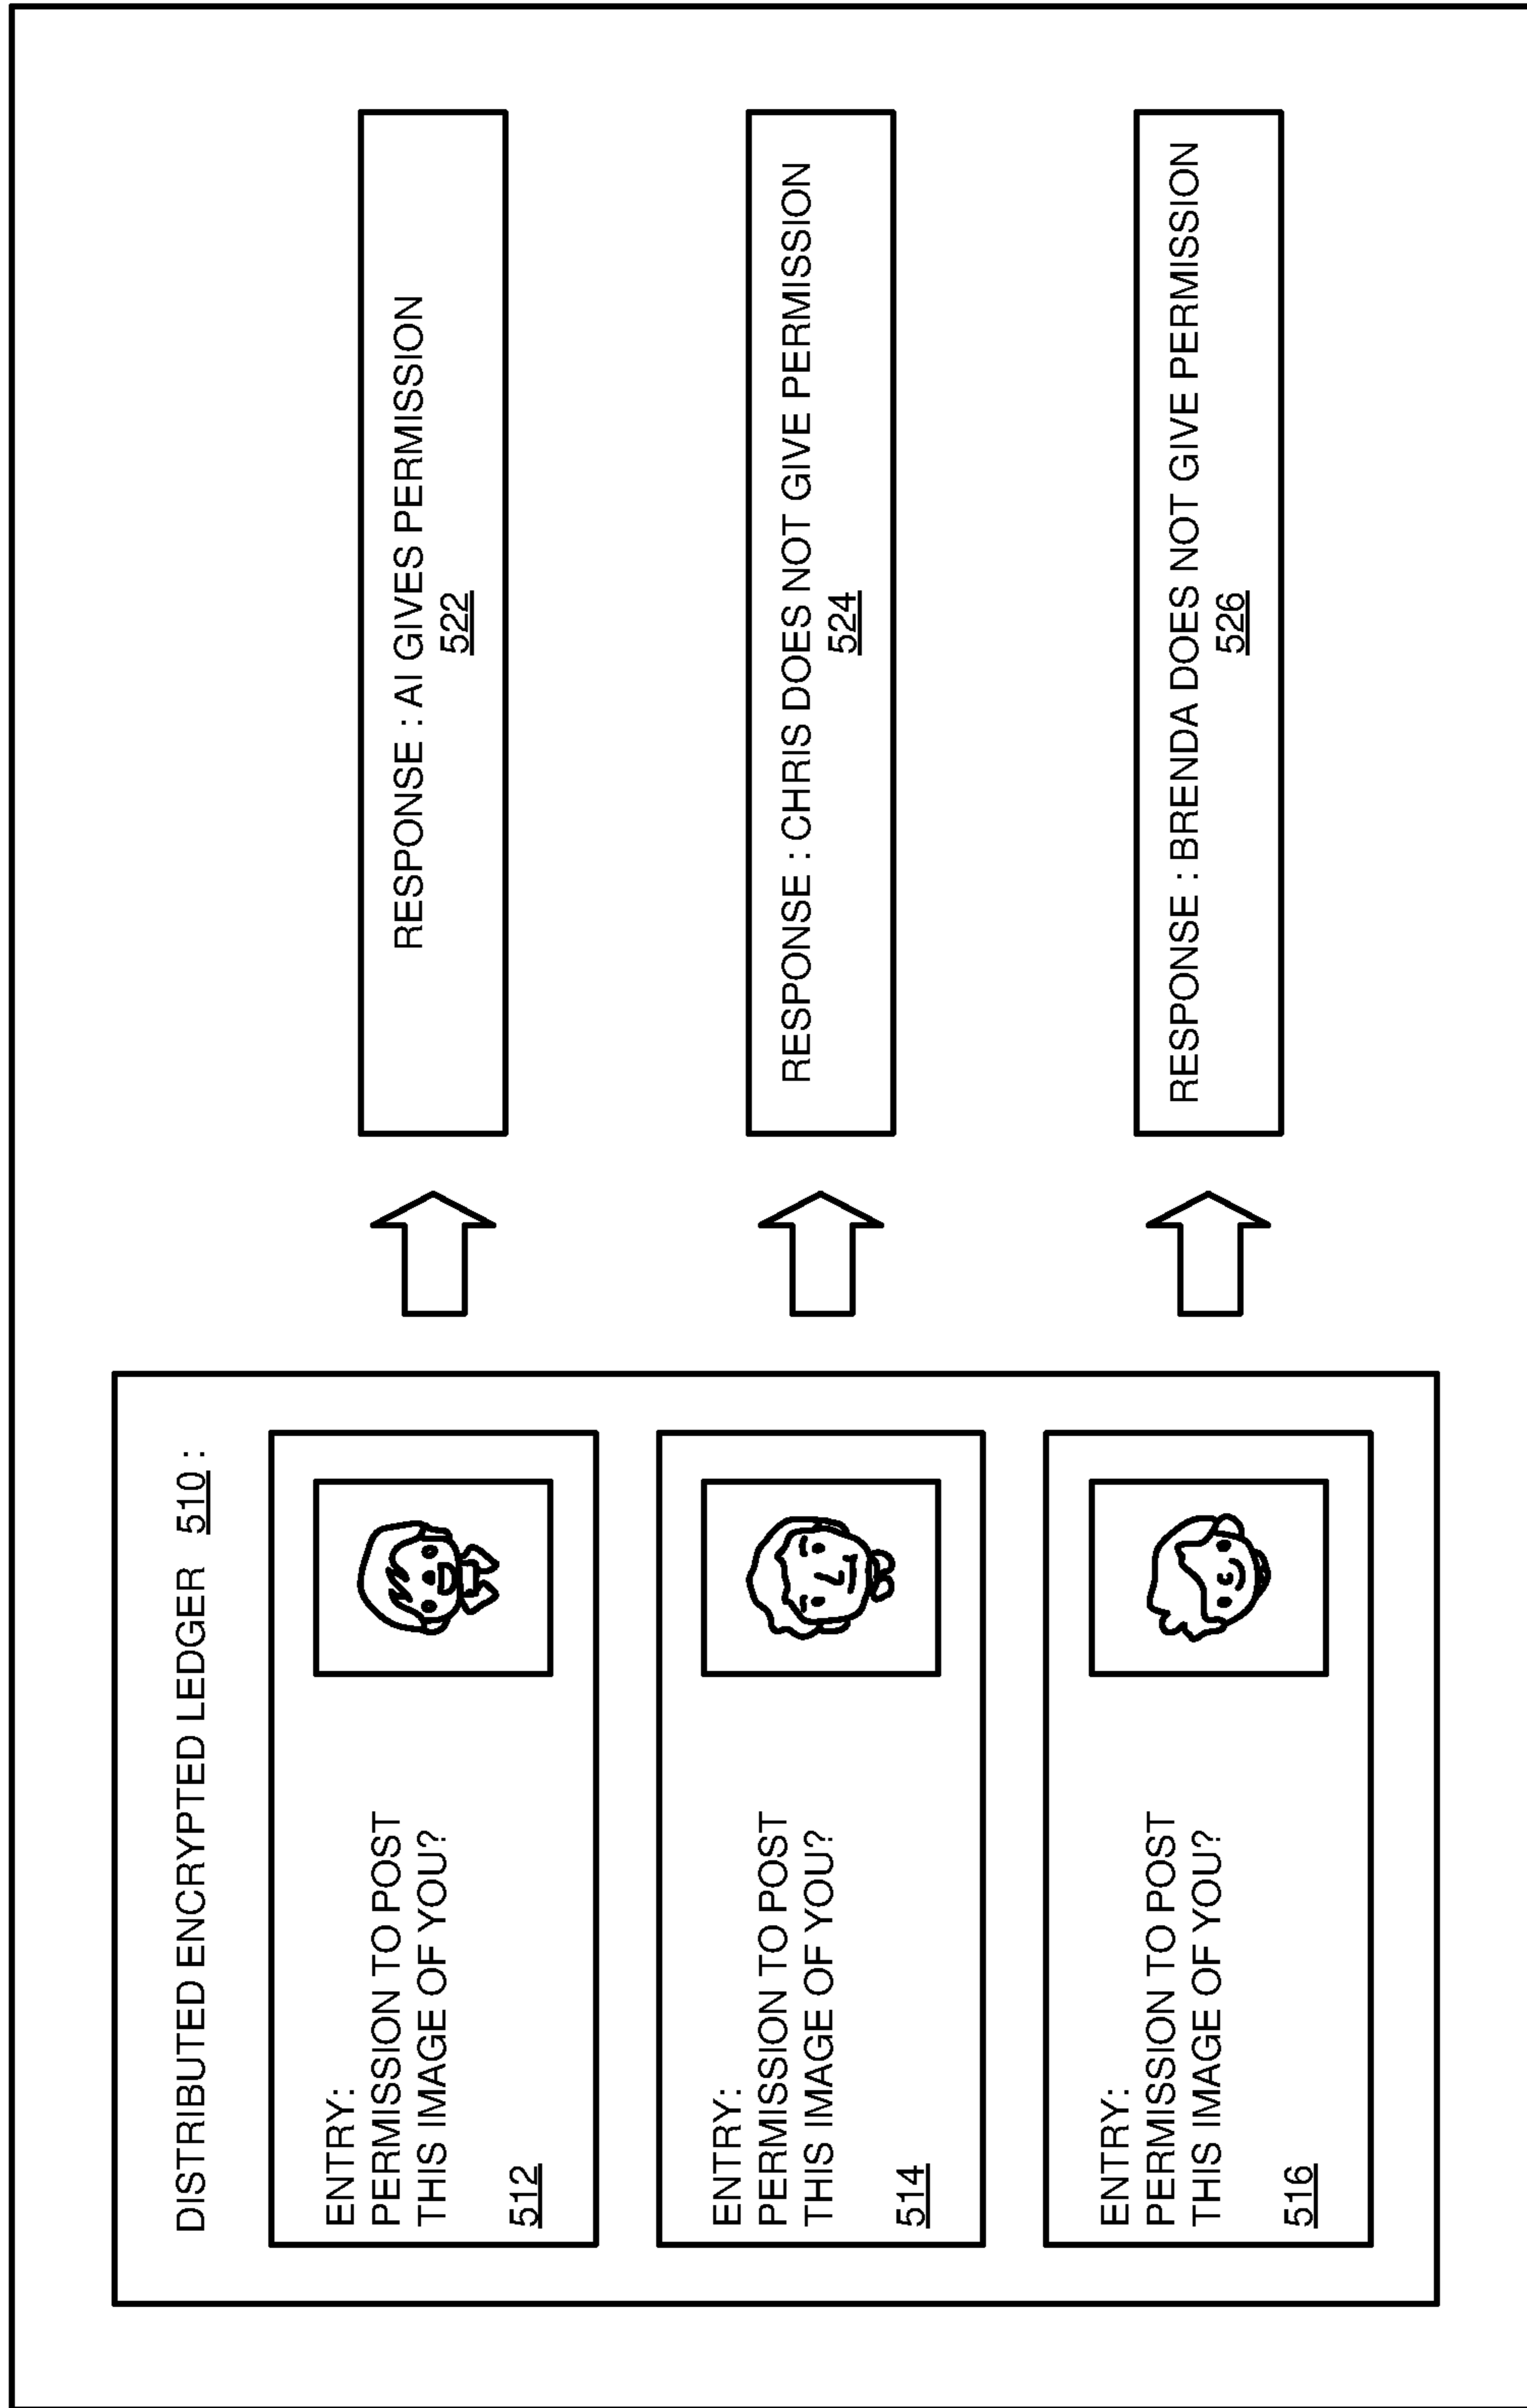 DISTRIBUTED ENCRYPTED LEDGER 510 :
ENTRY:
PERMISSION TO POST
THIS IMAGE OF YOU?
512
RESPONSE : AI GIVES PERMISSION
522
ENTRY:
PERMISSION TO POST
THIS IMAGE OF YOU?
514
RESPONSE : CHRIS DOES NOT GIVE PERMISSION
524
ENTRY:
PERMISSION TO POST
THIS IMAGE OF YOU?
516
RESPONSE : BRENDA DOES NOT GIVE PERMISSION
526